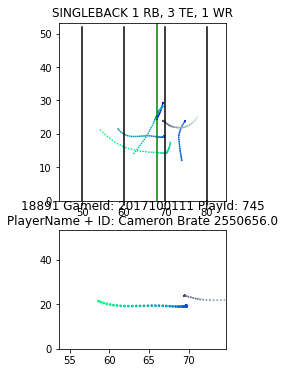 SINGLEBACK 1 RB, 3 TE, 1 WR
50
40
30
20
10
0
50 60 70 80
18891 GameId: 2017100111 PlayId: 745
PlayerName + ID: Cameron Brate 2550656.0
40
20
0
55 60 65 70